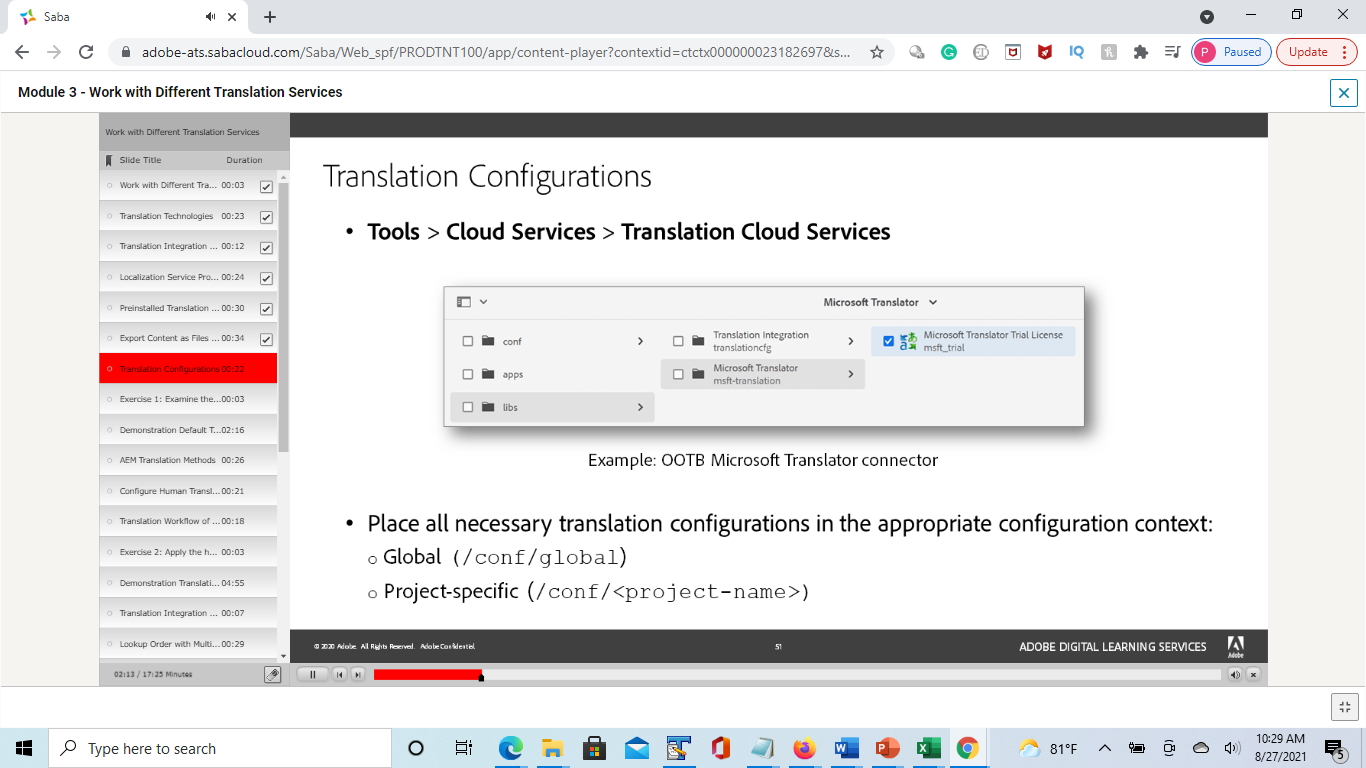 Saba
adobe-ats.sabacloud.com/Saba/Web_spf/PRODTNT100/app/content-player?contextid=ctctx000000023182697&s...
P Paused
Update
Module 3 - Work with Different Translation Services
Work with Different Translation Services
Slide Title Duration
Work with Different Tra... 00:03
Translation Technologies 00:23
Translation Integration ... 00:12
Localization Service Pro... 00:24
Preinstalled Translation ... 00:30
Export Content as Files ... 00:34
Translation Configurations 00:22
Exercise 1: Examine the... 00:03
Demonstration Default T... 02:16
AEM Translation Methods 00:26
Configure Human Transl... 00:21
Translation Workflow of ... 00:18
Exercise 2: Apply the h... 00:03
Demonstration Translati... 04:55
Translation Integration ... 00:07
Lookup Order with Multi... 00:29
02:13 / 17:25 Minutes
Translation Configurations
• Tools > Cloud Services > Translation Cloud Services
Microsoft Translator
conf
apps
libs
Translation Integration
translationcfg
Microsoft Translator
msft-translation
Microsoft Translator Trial License
msft_trial
Example: OOTB Microsoft Translator connector
• Place all necessary translation configurations in the appropriate configuration context:
o Global (/conf/global)
o Project-specific (/conf/<project-name>)
© 2020 Adobe. All Rights Reserved. Adobe Confidential
51
ADOBE DIGITAL LEARNING SERVICES
Adobe
Type here to search
81°F
10:29 AM
8/27/2021
5